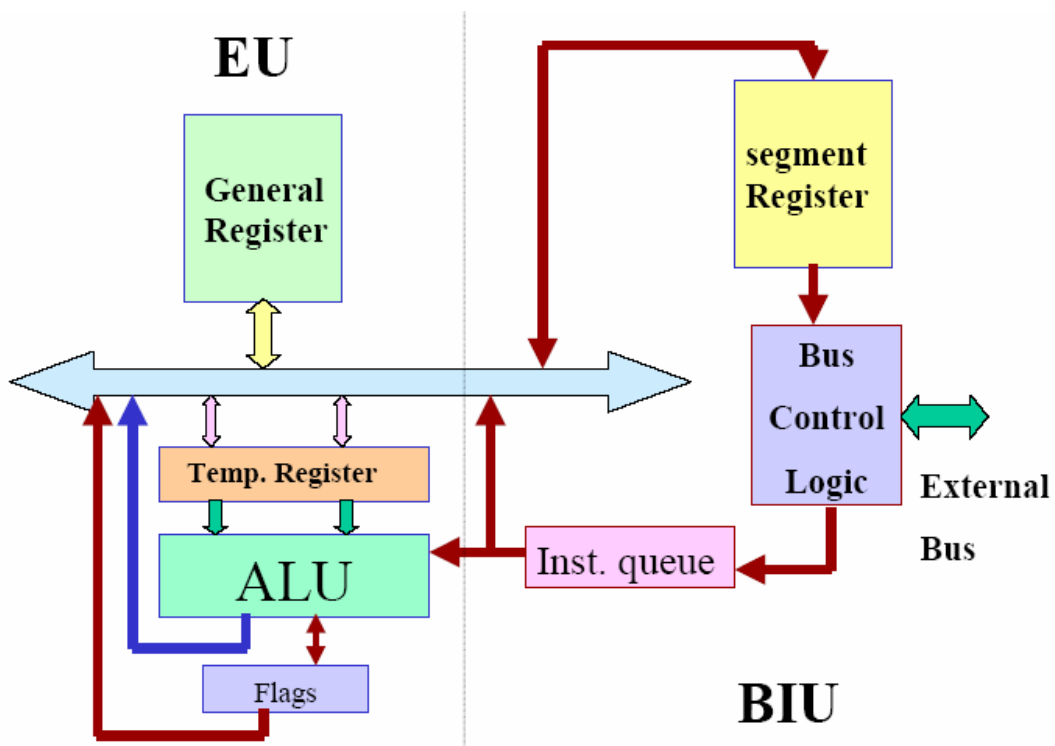 EU
General
Register
Temp. Register
ALU
Flags
segment
Register
Bus
Control
Logic
External
Bus
Inst. queue
BIU